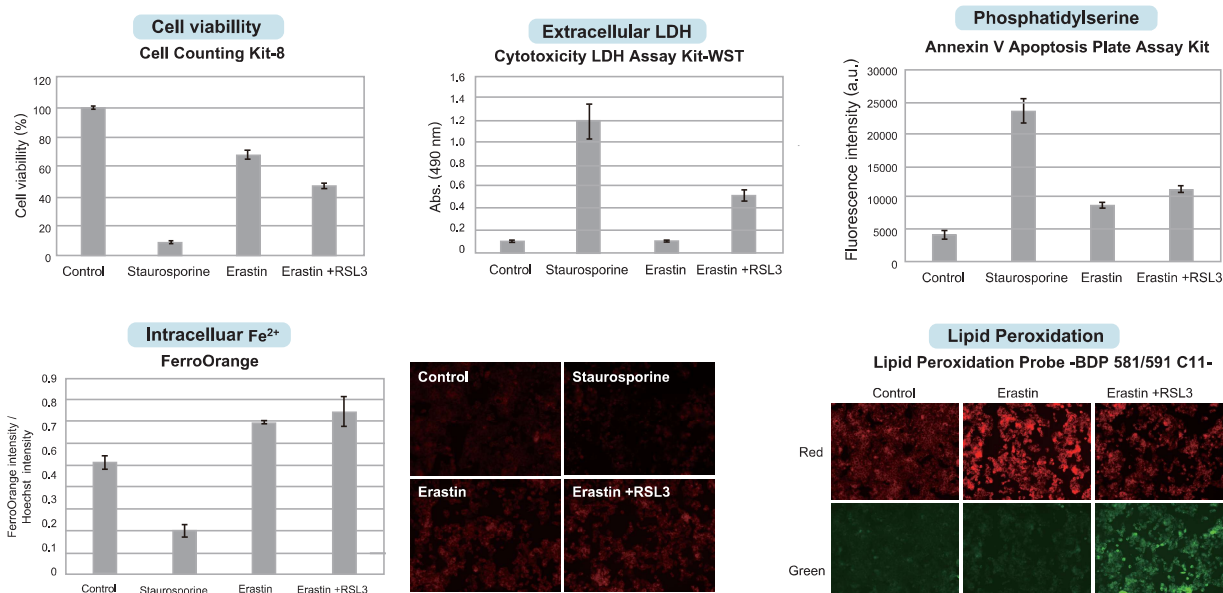 Cell viabillity
Cell Counting Kit-8
Cell viability (%)
120
100
80
60
40
20
0
Control
Staurosporine
Erastin
Erastin +RSL3
Extracellular LDH
Cytotoxicity LDH Assay Kit-WST
Abs. (490 nm)
1.6
1.4
1.2
1.0
0.8
0.6
0.4
0.2
0
Control
Staurosporine
Erastin
Erastin +RSL3
Phosphatidylserine
Annexin V Apoptosis Plate Assay Kit
Fluorescence intensity (a.u.)
30000
25000
20000
15000
10000
5000
0
Control
Staurosporine
Erastin
Erastin +RSL3
Intracelluar Fe²⁺
FerroOrange
FerroOrange intensity /
Hoechst intensity
0.9
0.8
0.7
0.6
0.5
0.4
0.3
0.2
0.1
0
Control
Staurosporine
Erastin
Erastin +RSL3
Control
Staurosporine
Erastin
Erastin +RSL3
Lipid Peroxidation
Lipid Peroxidation Probe -BDP 581/591 C11-
Control
Erastin
Erastin +RSL3
Red
Green